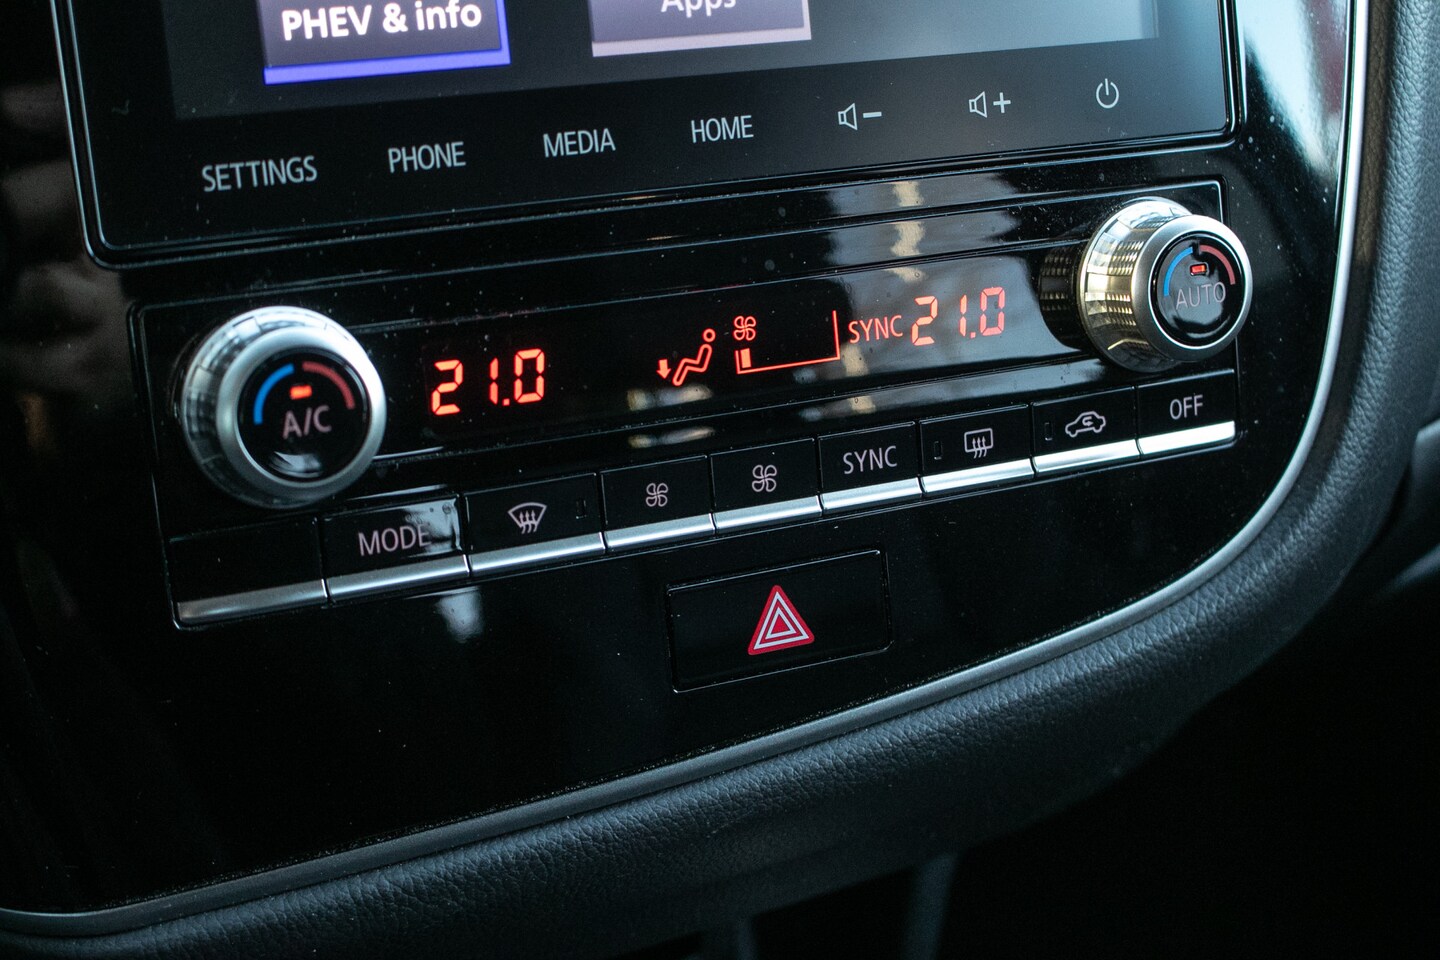 PHEV & info
Apps
SETTINGS PHONE MEDIA HOME
A/C 21.0 SYNC 21.0 AUTO
MODE SYNC OFF